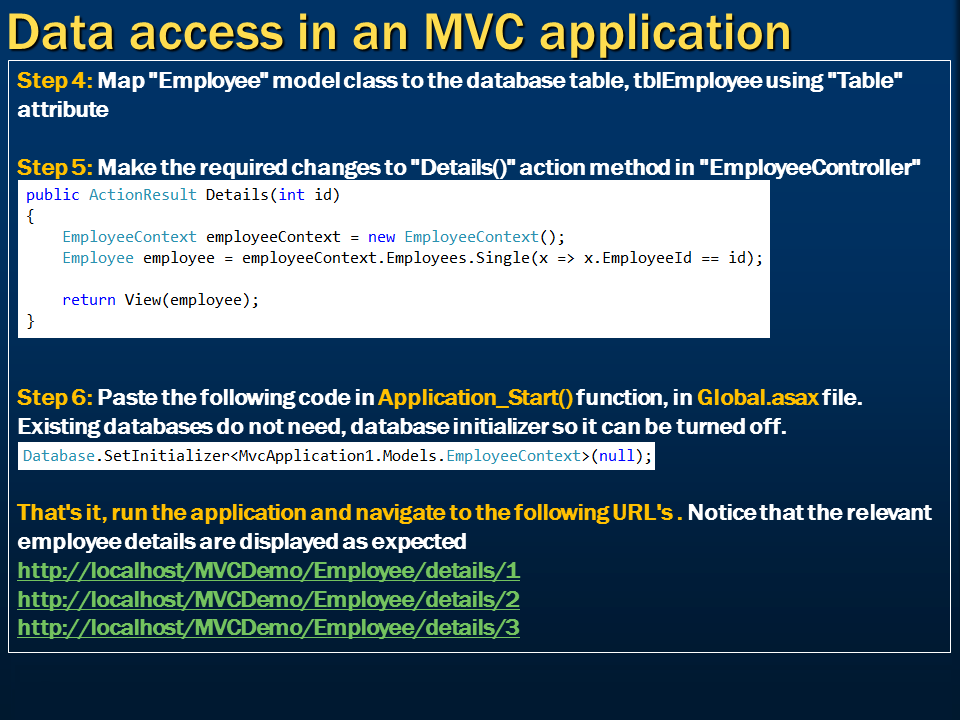 Data access in an MVC application
Step 4: Map "Employee" model class to the database table, tblEmployee using "Table"
attribute
Step 5: Make the required changes to "Details()" action method in "EmployeeController"
public ActionResult Details(int id)
{
    EmployeeContext employeeContext = new EmployeeContext();
    Employee employee = employeeContext.Employees.Single(x => x.EmployeeId == id);
    return View(employee);
}
Step 6: Paste the following code in Application_Start() function, in Global.asax file.
Existing databases do not need, database initializer so it can be turned off.
Database.SetInitializer<MvcApplication1.Models.EmployeeContext>(null);
That's it, run the application and navigate to the following URL's . Notice that the relevant
employee details are displayed as expected
http://localhost/MVCDemo/Employee/details/1
http://localhost/MVCDemo/Employee/details/2
http://localhost/MVCDemo/Employee/details/3